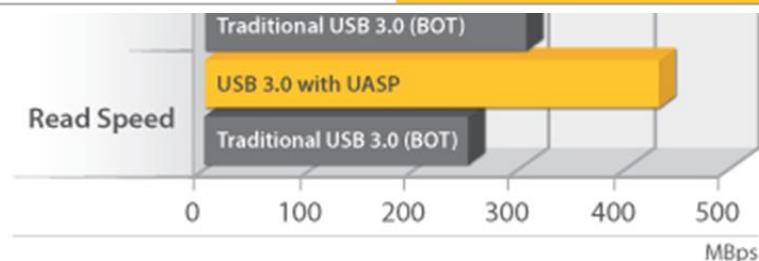 Traditional USB 3.0 (BOT)
USB 3.0 with UASP
Read Speed
Traditional USB 3.0 (BOT)
0 100 200 300 400 500
MBps